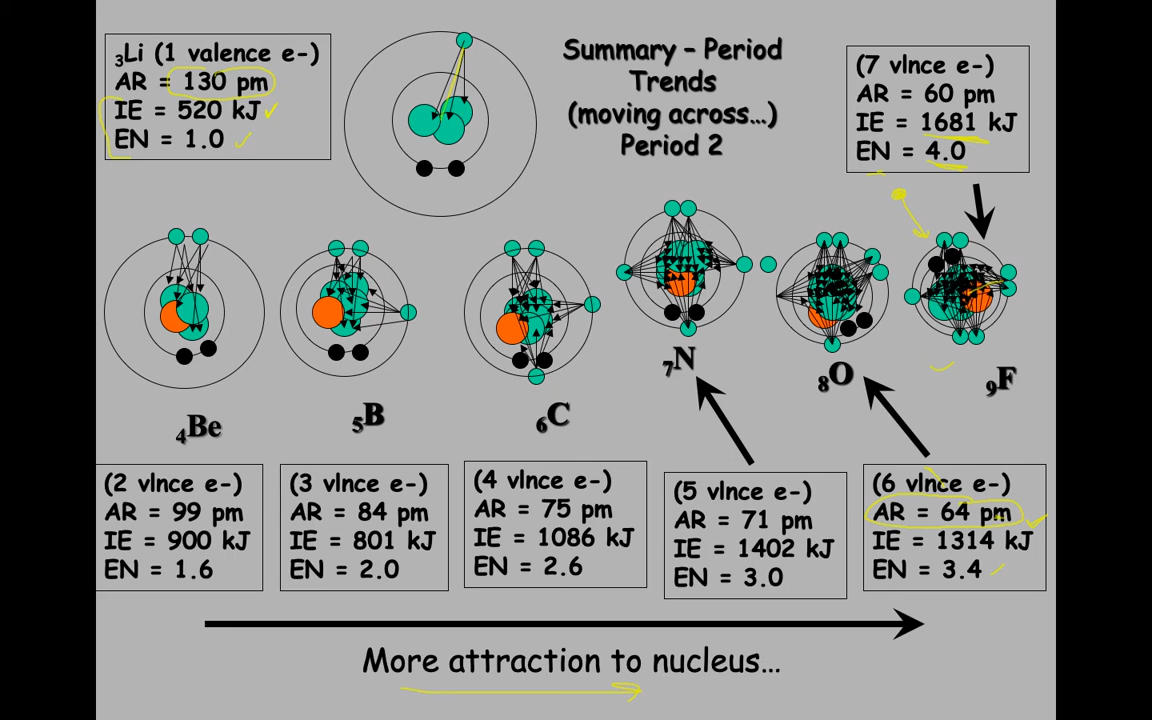 ₃Li (1 valence e-)
AR = 130 pm
IE = 520 kJ
EN = 1.0
Summary – Period
Trends
(moving across…)
Period 2
(7 vlnce e-)
AR = 60 pm
IE = 1681 kJ
EN = 4.0
₄Be
₅B
₆C
₇N
₈O
₉F
(2 vlnce e-)
AR = 99 pm
IE = 900 kJ
EN = 1.6
(3 vlnce e-)
AR = 84 pm
IE = 801 kJ
EN = 2.0
(4 vlnce e-)
AR = 75 pm
IE = 1086 kJ
EN = 2.6
(5 vlnce e-)
AR = 71 pm
IE = 1402 kJ
EN = 3.0
(6 vlnce e-)
AR = 64 pm
IE = 1314 kJ
EN = 3.4
More attraction to nucleus…